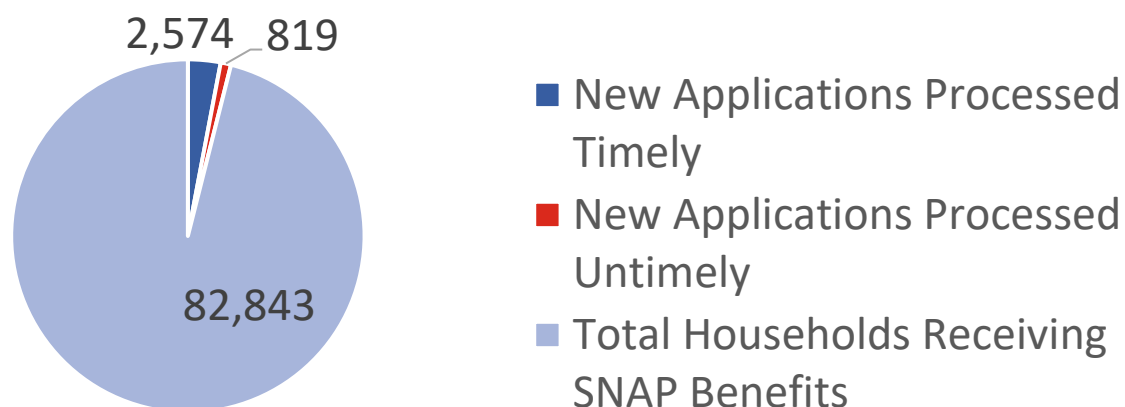 2,574
819
82,843
New Applications Processed
Timely
New Applications Processed
Untimely
Total Households Receiving
SNAP Benefits